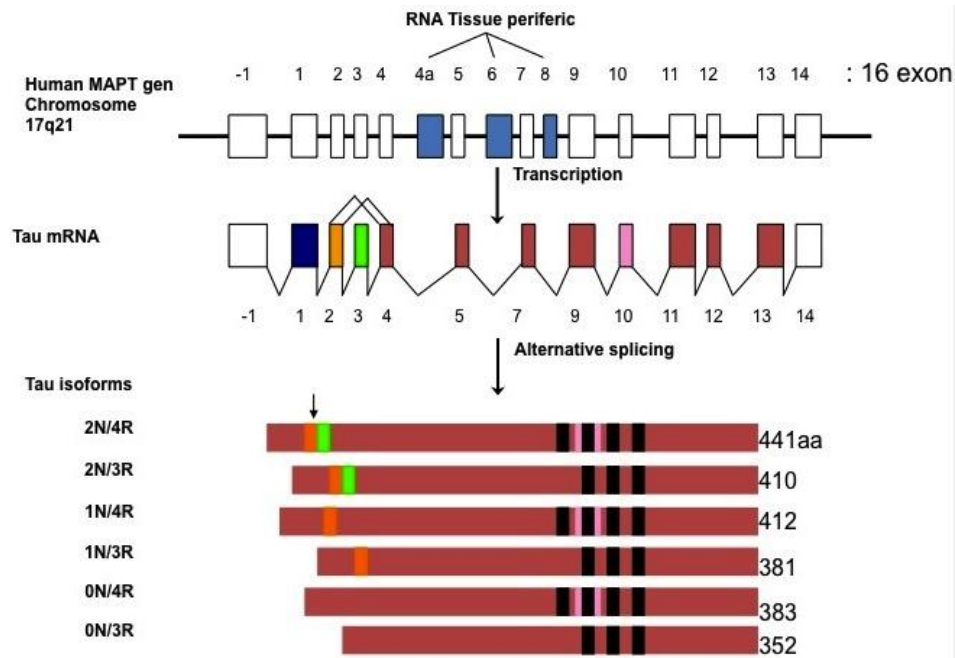 RNA Tissue periferic
-1 1 2 3 4 4a 5 6 7 8 9 10 11 12 13 14 : 16 exon
Human MAPT gen
Chromosome
17q21
Transcription
Tau mRNA
-1 1 2 3 4 5 7 9 10 11 12 13 14
Alternative splicing
Tau isoforms
2N/4R 441aa
2N/3R 410
1N/4R 412
1N/3R 381
0N/4R 383
0N/3R 352